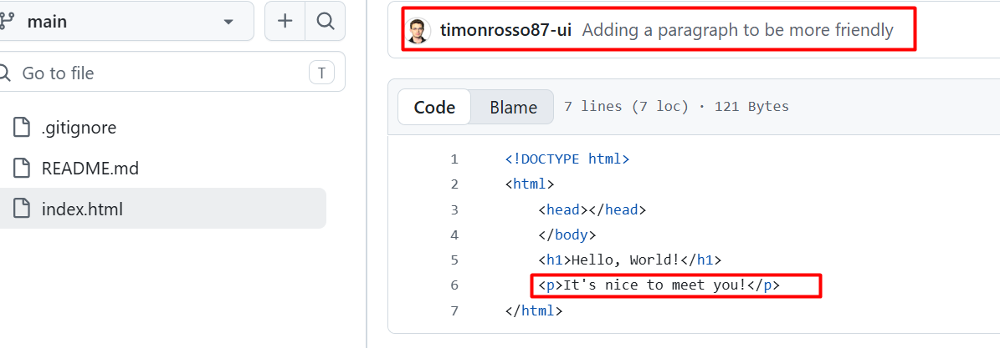 main
timonrosso87-ui Adding a paragraph to be more friendly
Go to file T
.gitignore
README.md
index.html
Code Blame 7 lines (7 loc) · 121 Bytes
1 <!DOCTYPE html>
2 <html>
3 <head></head>
4 </body>
5 <h1>Hello, World!</h1>
6 <p>It's nice to meet you!</p>
7 </html>